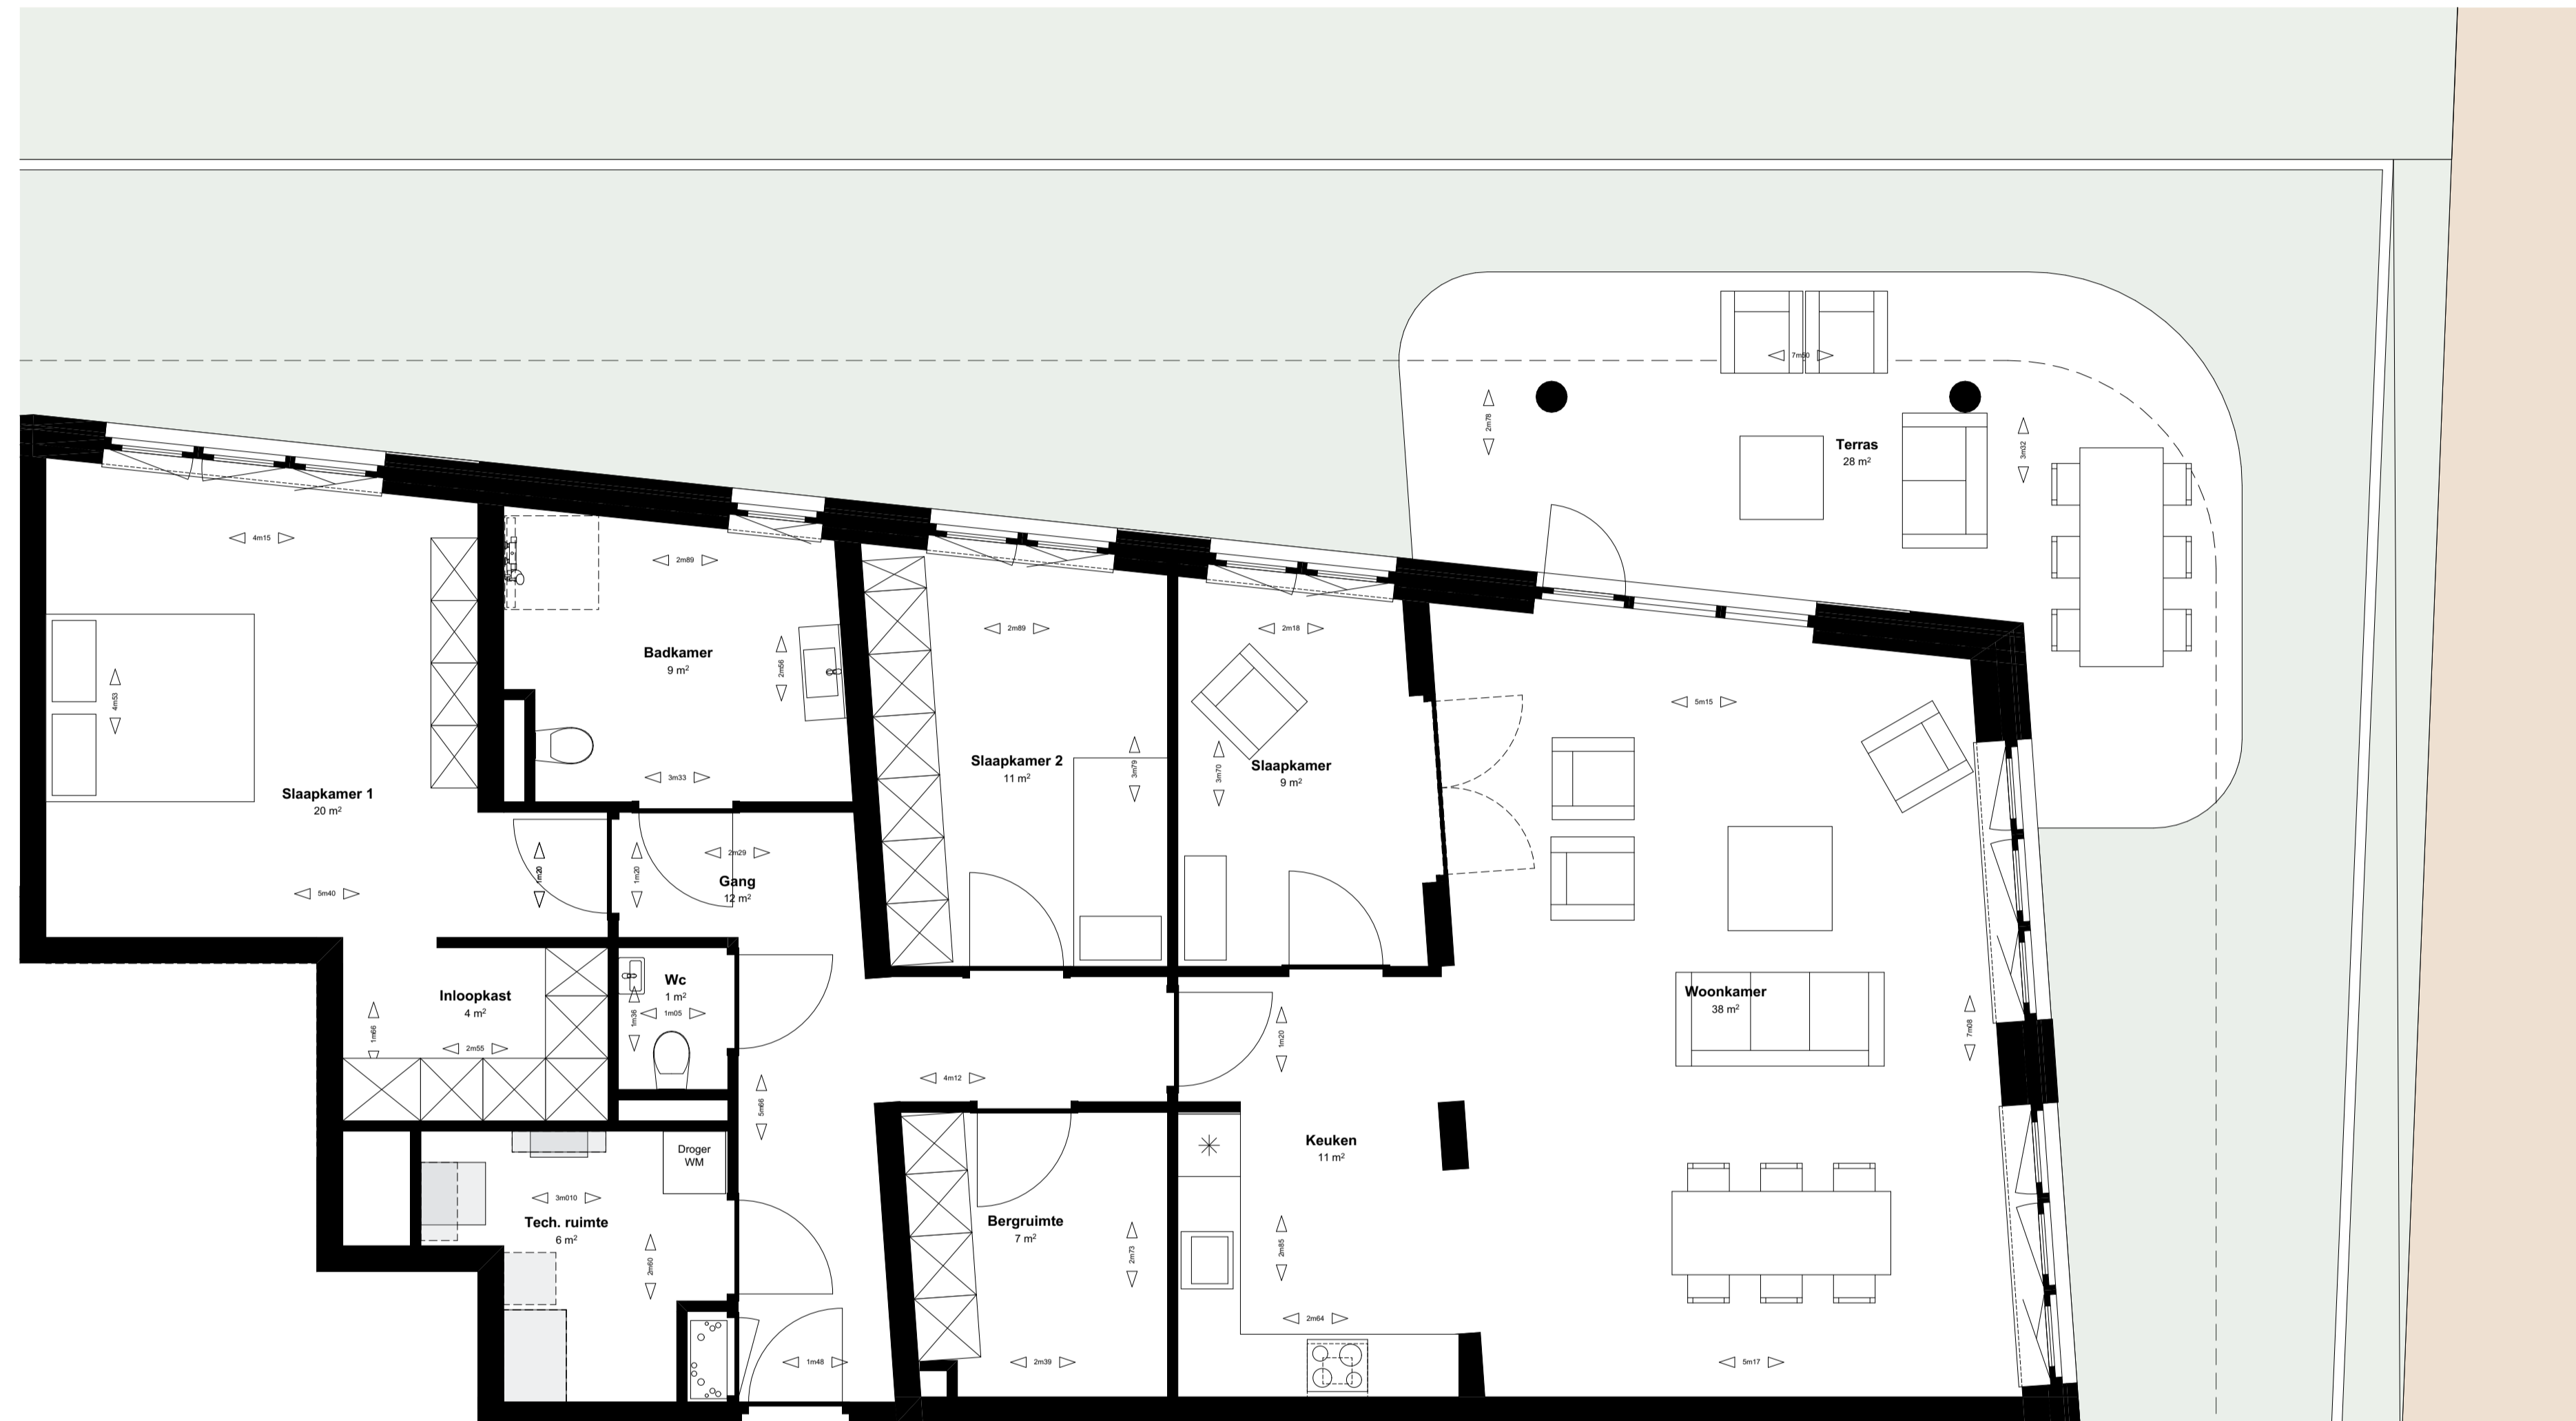 7m60
2m78
Terras
28 m²
3m32
4m15
2m89
4m53
Badkamer
9 m²
2m56
3m33
Slaapkamer 1
20 m²
5m40
1m20
1m20
2m29
Gang
12 m²
2m89
Slaapkamer 2
11 m²
3m79
2m18
3m70
Slaapkamer
9 m²
5m15
Woonkamer
38 m²
7m08
Inloopkast
4 m²
1m66
2m55
Wc
1 m²
1m36
1m05
4m12
1m20
5m66
Droger
WM
3m010
Tech. ruimte
6 m²
2m60
Bergruimte
7 m²
2m73
2m39
1m48
Keuken
11 m²
2m85
2m64
5m17